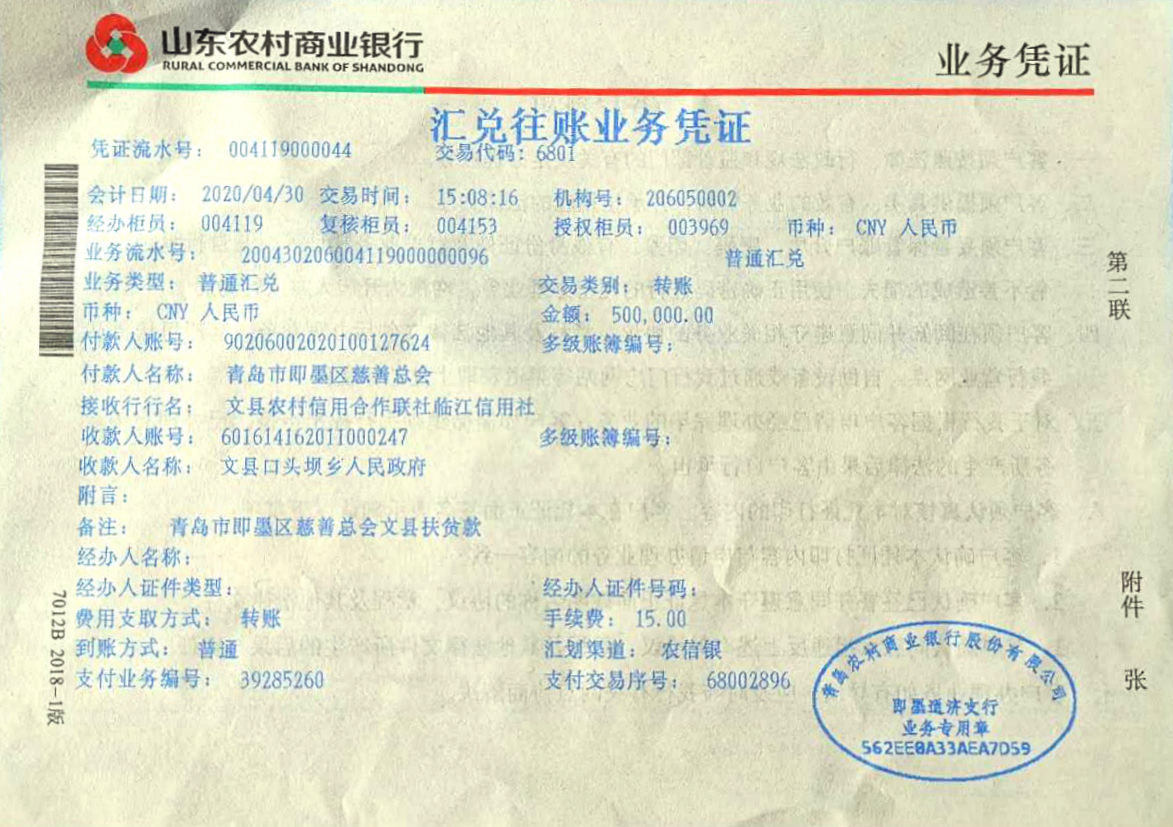 山东农村商业银行
RURAL COMMERCIAL BANK OF SHANDONG
业务凭证
汇兑往账业务凭证
凭证流水号: 004119000044 交易代码: 6801
会计日期: 2020/04/30 交易时间: 15:08:16 机构号: 206050002
经办柜员: 004119 复核柜员: 004153 授权柜员: 003969 币种: CNY 人民币
业务流水号: 2004302060041190000000096 普通汇兑
业务类型: 普通汇兑 交易类别: 转账
币种: CNY 人民币 金额: 500,000.00
付款人账号: 90206002020100127624 多级账簿编号:
付款人名称: 青岛市即墨区慈善总会
接收行行名: 文县农村信用合作联社临江信用社
收款人账号: 601614162011000247 多级账簿编号:
收款人名称: 文县口头坝乡人民政府
附言:
备注: 青岛市即墨区慈善总会文县扶贫款
经办人名称:
经办人证件类型: 经办人证件号码:
费用支取方式: 转账 手续费: 15.00
到账方式: 普通 汇划渠道: 农信银
支付业务编号: 39285260 支付交易序号: 68002896
第二联
附件 张
7012B 2018-1版
青岛农村商业银行股份有限公司
即墨通济支行
业务专用章
562EE0A33AEA7D59